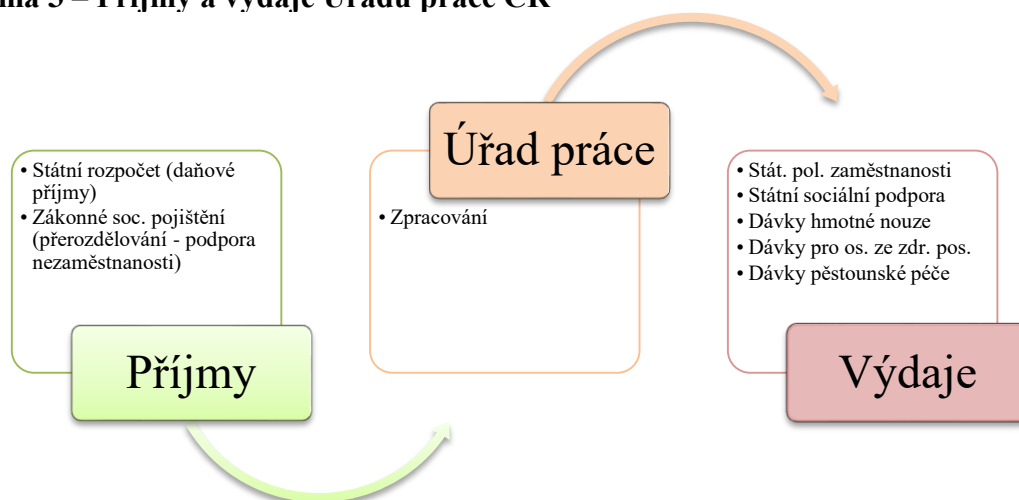 Příjmy a výdaje Úřadu práce ČR
• Státní rozpočet (daňové
příjmy)
• Zákonné soc. pojištění
(přerozdělování - podpora
nezaměstnanosti)
Příjmy
Úřad práce
• Zpracování
• Stát. pol. zaměstnanosti
• Státní sociální podpora
• Dávky hmotné nouze
• Dávky pro os. ze zdr. pos.
• Dávky pěstounské péče
Výdaje